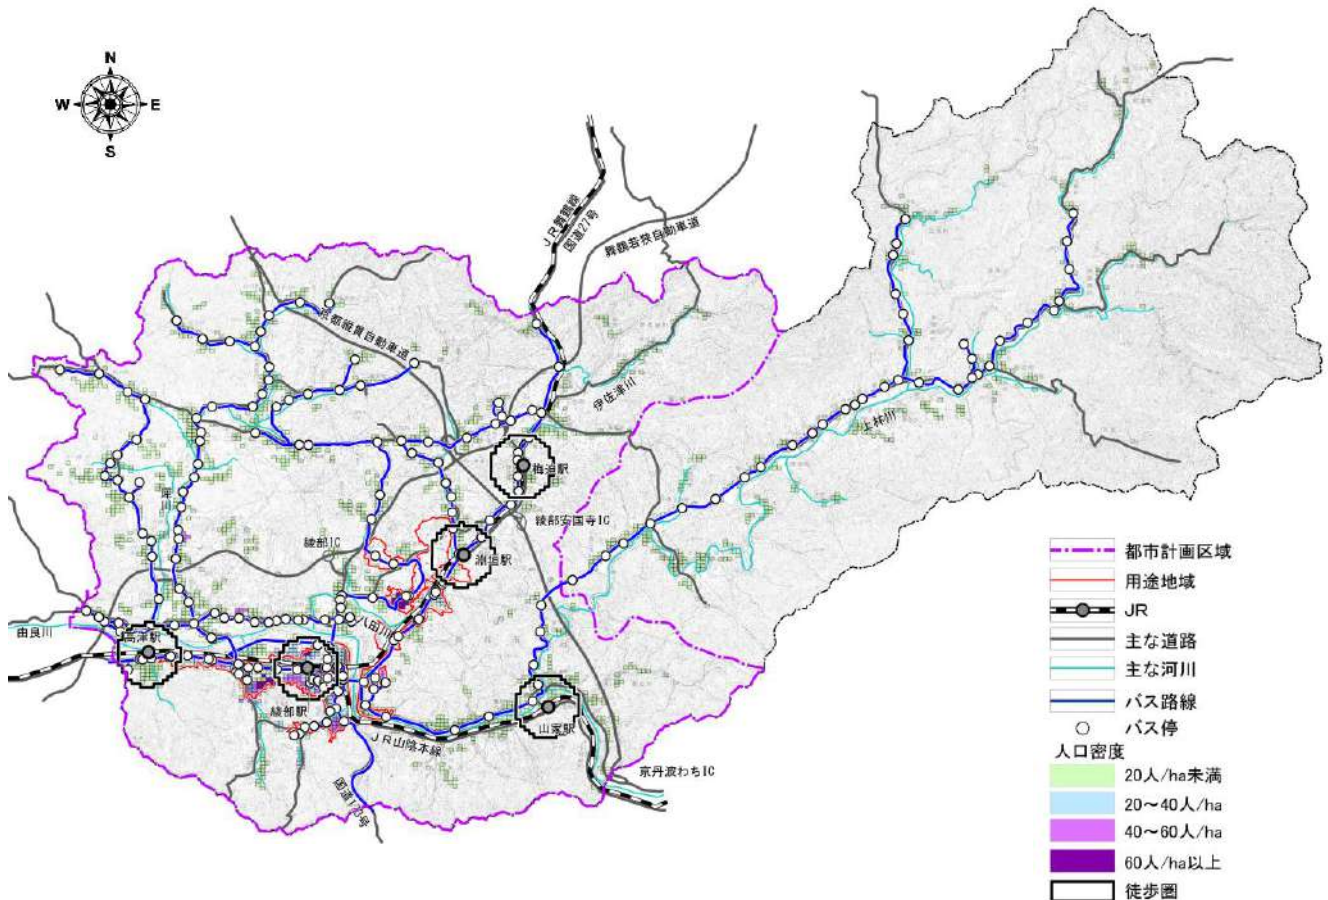 N
W E
S
JR舞鶴線
国道27号
舞鶴若狭自動車道
京都縦貫自動車道
伊佐津川
上林川
梅迫駅
綾部安国寺IC
綾部IC
淵垣駅
犀川
八田川
由良川
高津駅
綾部駅
山家駅
JR山陰本線
京丹波わちIC
国道173号
都市計画区域
用途地域
JR
主な道路
主な河川
バス路線
バス停
人口密度
20人/ha未満
20～40人/ha
40～60人/ha
60人/ha以上
徒歩圏